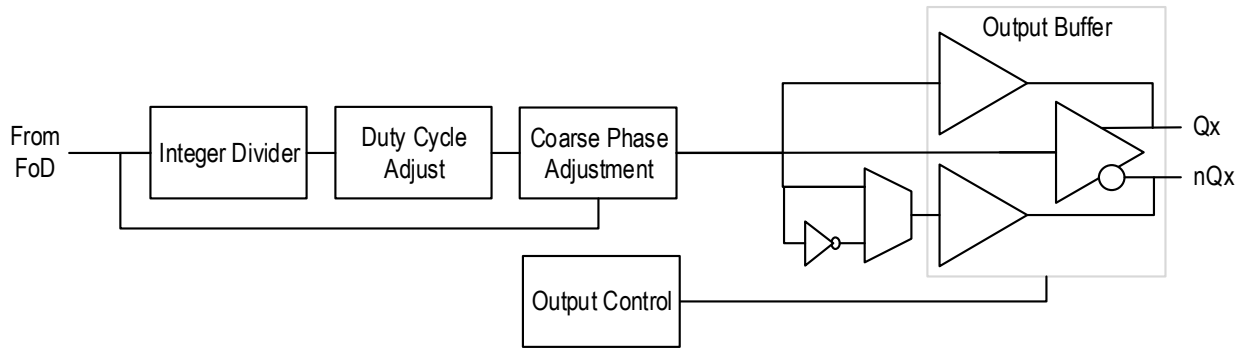 Output Buffer
From
FoD
Integer Divider
Duty Cycle
Adjust
Coarse Phase
Adjustment
Qx
nQx
Output Control